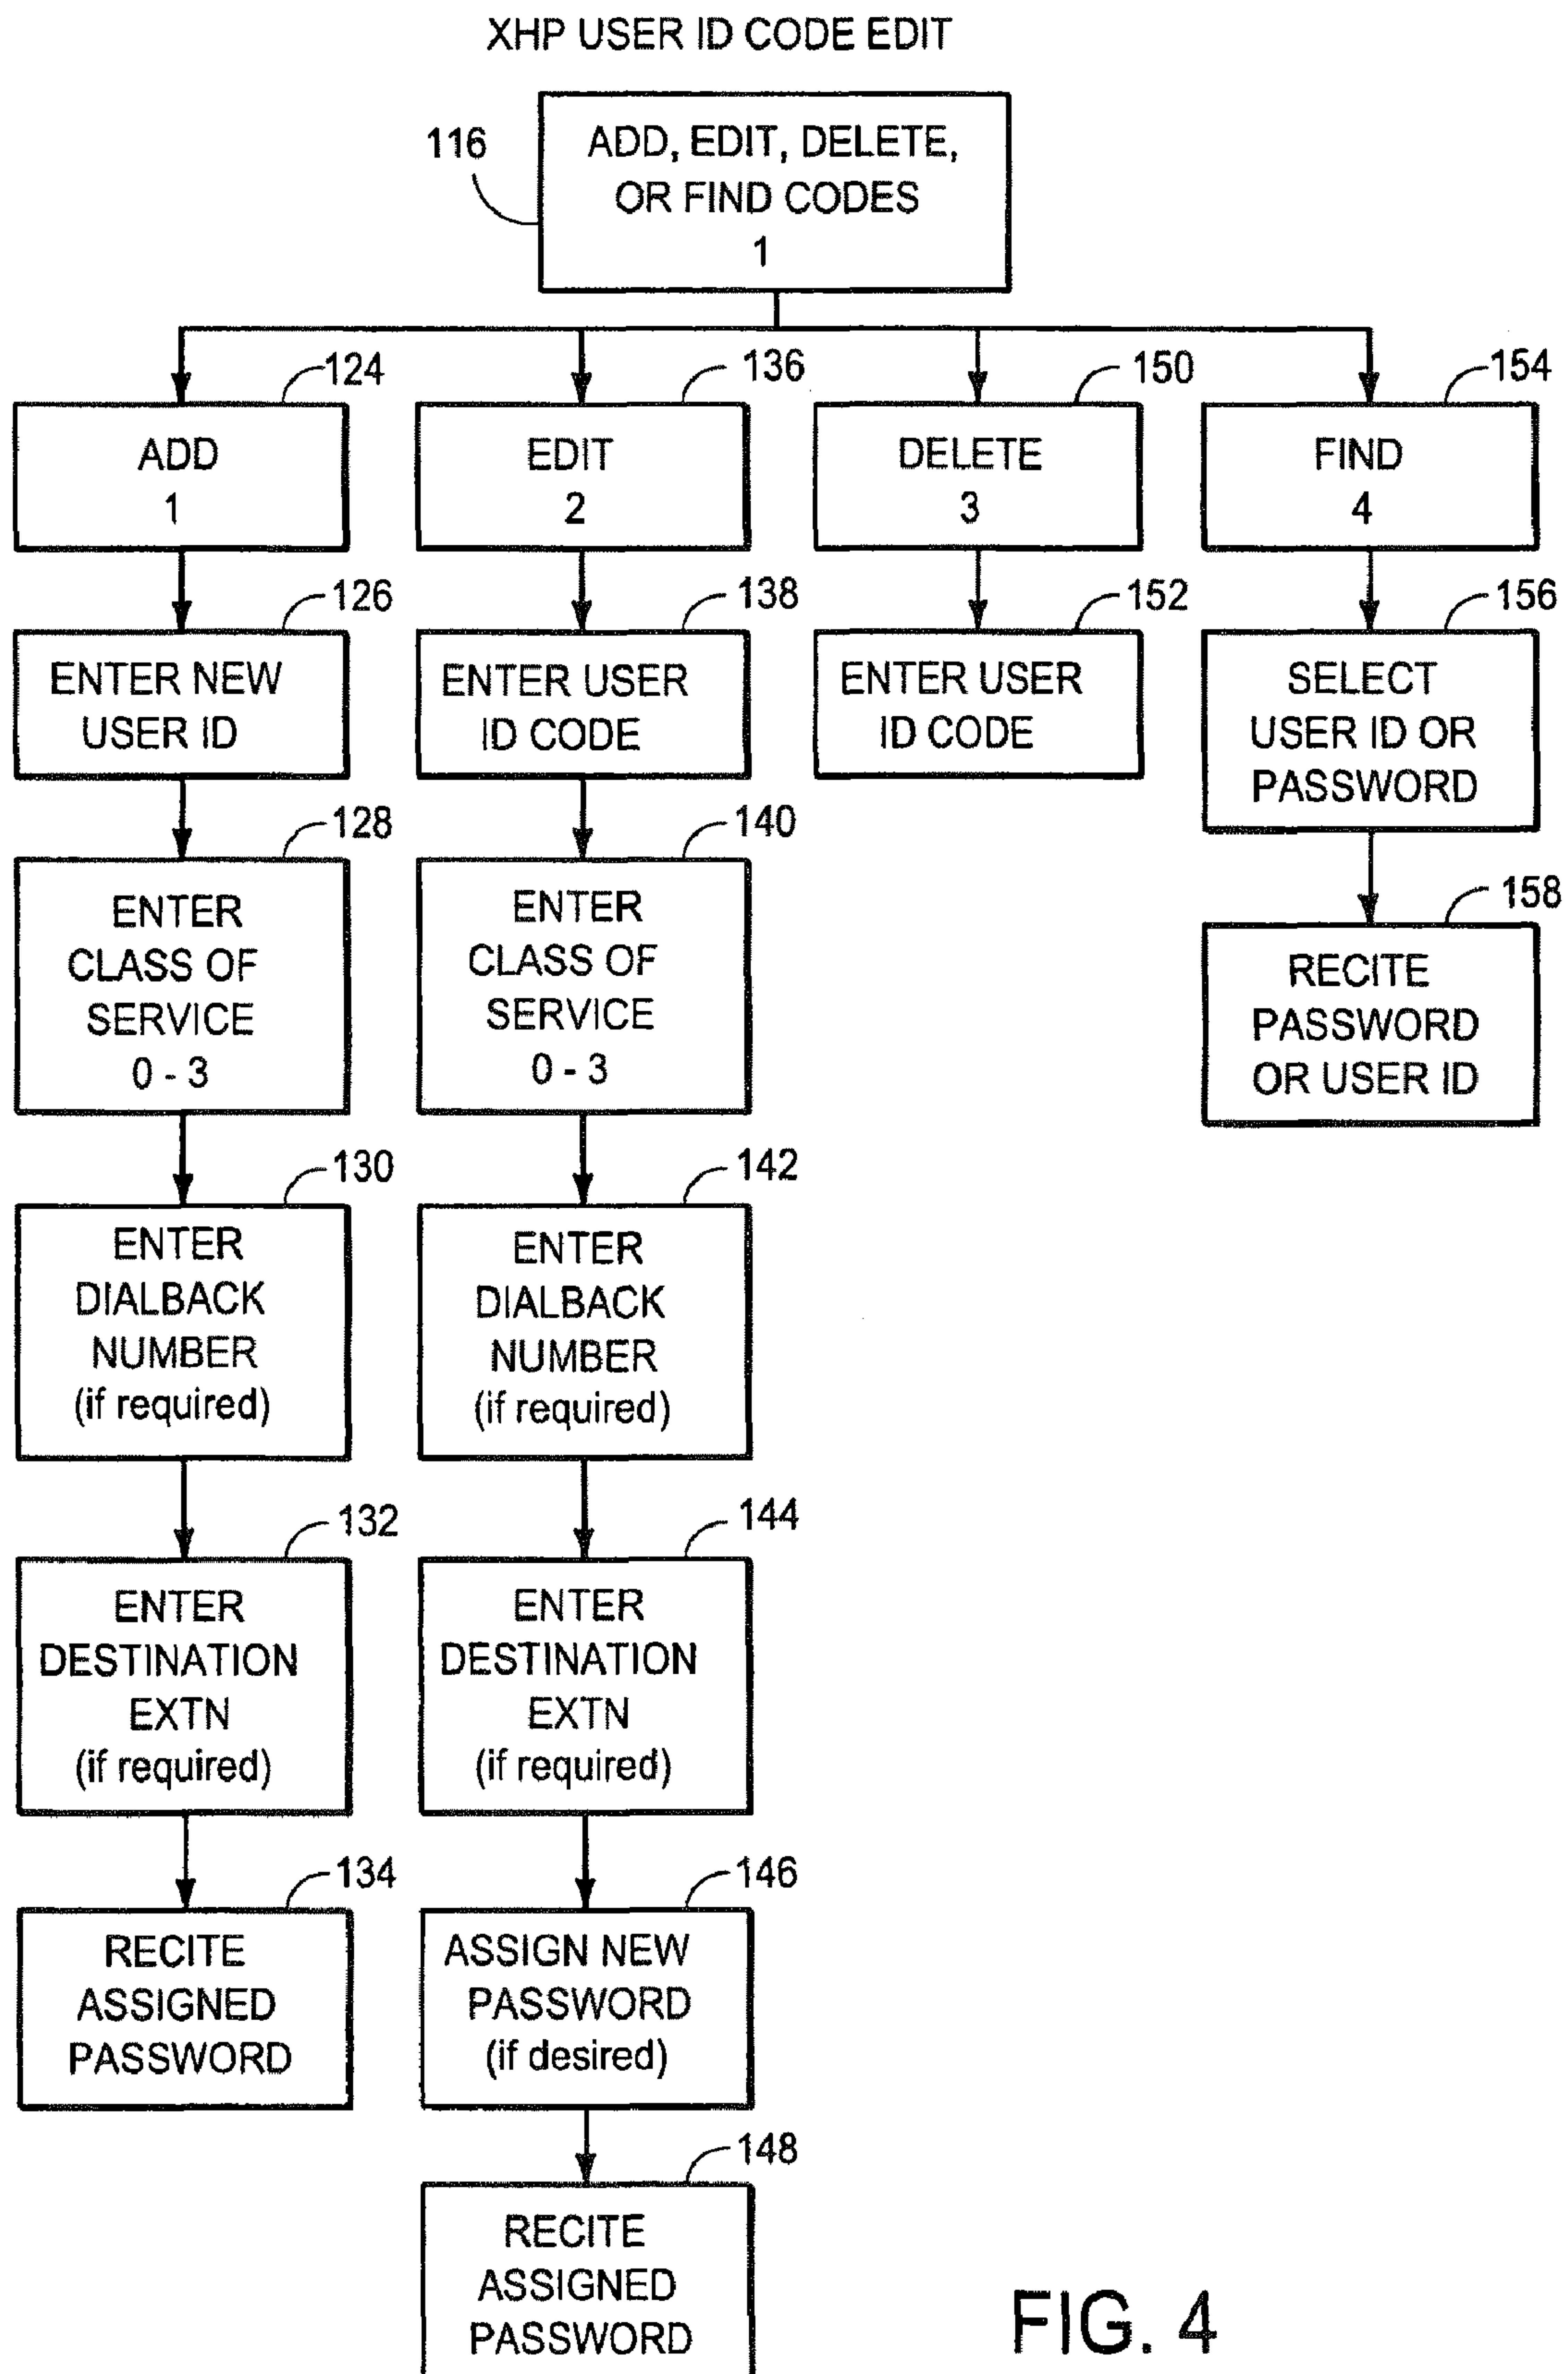 XHP USER ID CODE EDIT
116
ADD, EDIT, DELETE,
OR FIND CODES
1
124
ADD
1
126
ENTER NEW
USER ID
128
ENTER
CLASS OF
SERVICE
0 - 3
130
ENTER
DIALBACK
NUMBER
(if required)
132
ENTER
DESTINATION
EXTN
(if required)
134
RECITE
ASSIGNED
PASSWORD
136
EDIT
2
138
ENTER USER
ID CODE
140
ENTER
CLASS OF
SERVICE
0 - 3
142
ENTER
DIALBACK
NUMBER
(if required)
144
ENTER
DESTINATION
EXTN
(if required)
146
ASSIGN NEW
PASSWORD
(if desired)
148
RECITE
ASSIGNED
PASSWORD
150
DELETE
3
152
ENTER USER
ID CODE
154
FIND
4
156
SELECT
USER ID OR
PASSWORD
158
RECITE
PASSWORD
OR USER ID
FIG. 4